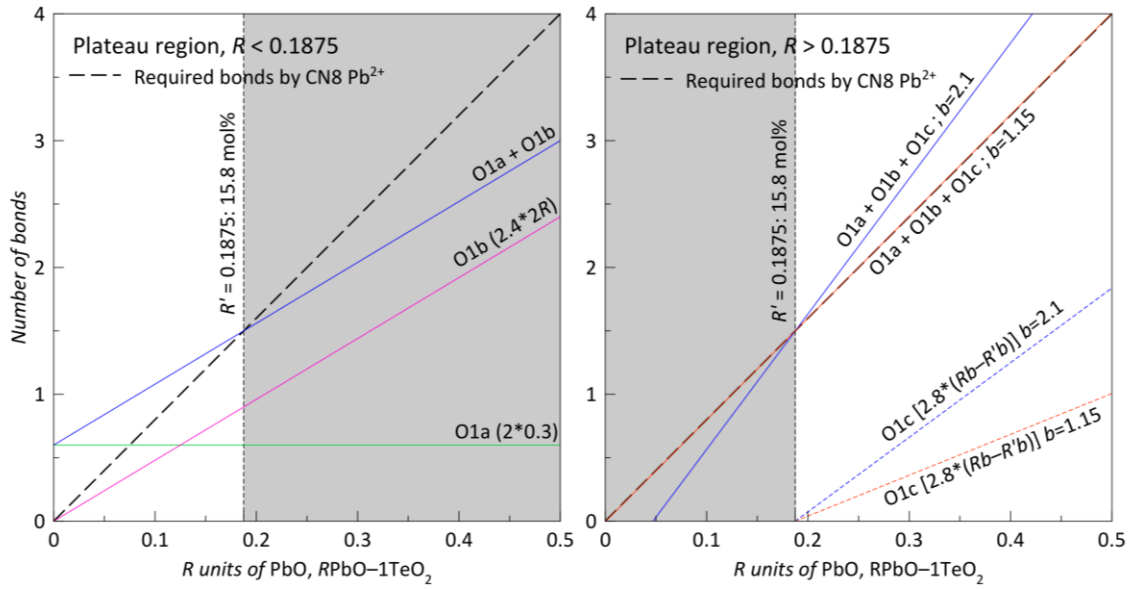 Plateau region, R < 0.1875
Required bonds by CN8 Pb²⁺
R′ = 0.1875: 15.8 mol%
O1a + O1b
O1b (2.4*2R)
O1a (2*0.3)
Number of bonds
4
3
2
1
0
0
0.1
0.2
0.3
0.4
0.5
R units of PbO, RPbO–1TeO₂
Plateau region, R > 0.1875
Required bonds by CN8 Pb²⁺
R′ = 0.1875: 15.8 mol%
O1a + O1b + O1c ; b=2.1
O1a + O1b + O1c ; b=1.15
O1c [2.8*(Rb–R′b)] b=2.1
O1c [2.8*(Rb–R′b)] b=1.15
4
3
2
1
0
0
0.1
0.2
0.3
0.4
0.5
R units of PbO, RPbO–1TeO₂